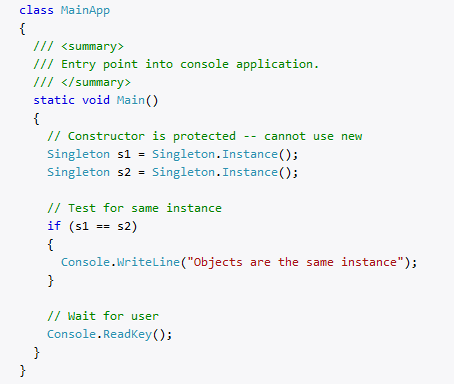 class MainApp
{
/// <summary>
/// Entry point into console application.
/// </summary>
static void Main()
{
// Constructor is protected -- cannot use new
Singleton s1 = Singleton.Instance();
Singleton s2 = Singleton.Instance();
// Test for same instance
if (s1 == s2)
{
Console.WriteLine("Objects are the same instance");
}
// Wait for user
Console.ReadKey();
}
}